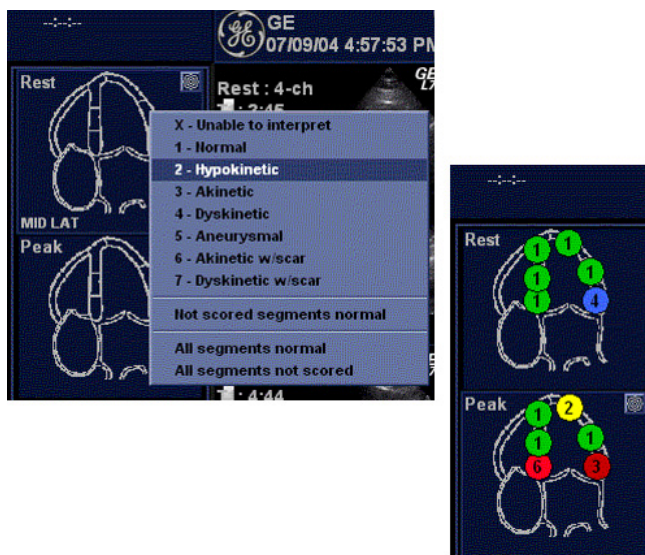 --:--:--
GE
07/09/04 4:57:53 PM
Rest
Rest : 4-ch
GE
X - Unable to interpret
1 - Normal
2 - Hypokinetic
3 - Akinetic
4 - Dyskinetic
5 - Aneurysmal
6 - Akinetic w/scar
7 - Dyskinetic w/scar
Not scored segments normal
All segments normal
All segments not scored
MID LAT
Peak
: 4:44
--:--:--
Rest
1 1
1 1
1 4
Peak
1 2
1 1
6 3